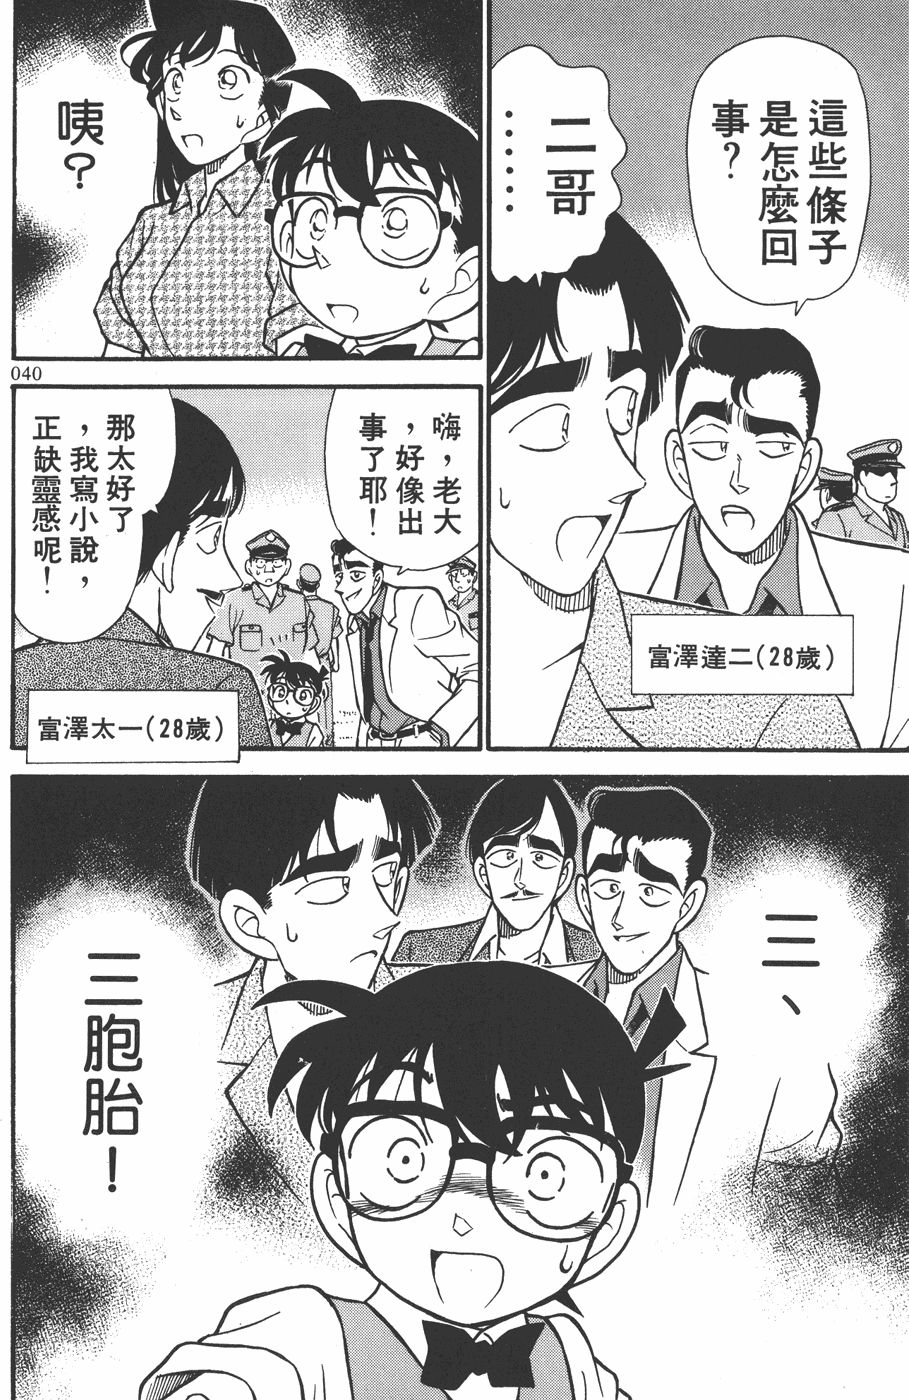 這些條子
是怎麼回
事？
二哥
⋯⋯⋯
富澤達二(28歲)
咦？
040
嗨，老大
，好像出
事了耶！
那太好了
，我寫小說，
正缺靈感呢！
富澤太一(28歲)
三、
三胞胎！